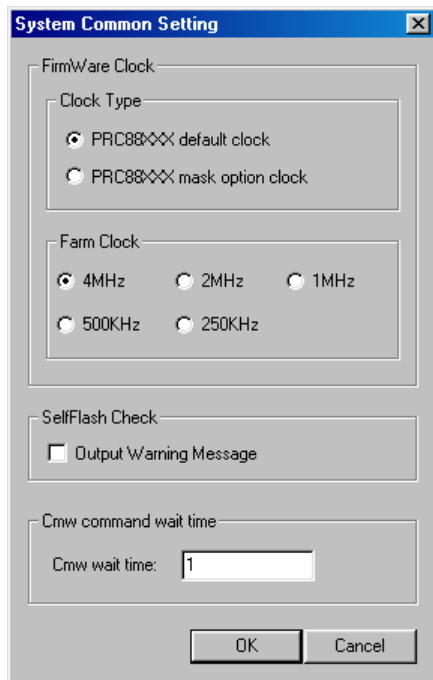 System Common Setting
FirmWare Clock
Clock Type
PRC88XXX default clock
PRC88XXX mask option clock
Farm Clock
4MHz 2MHz 1MHz
500KHz 250KHz
SelfFlash Check
Output Warning Message
Cmw command wait time
Cmw wait time: 1
OK Cancel